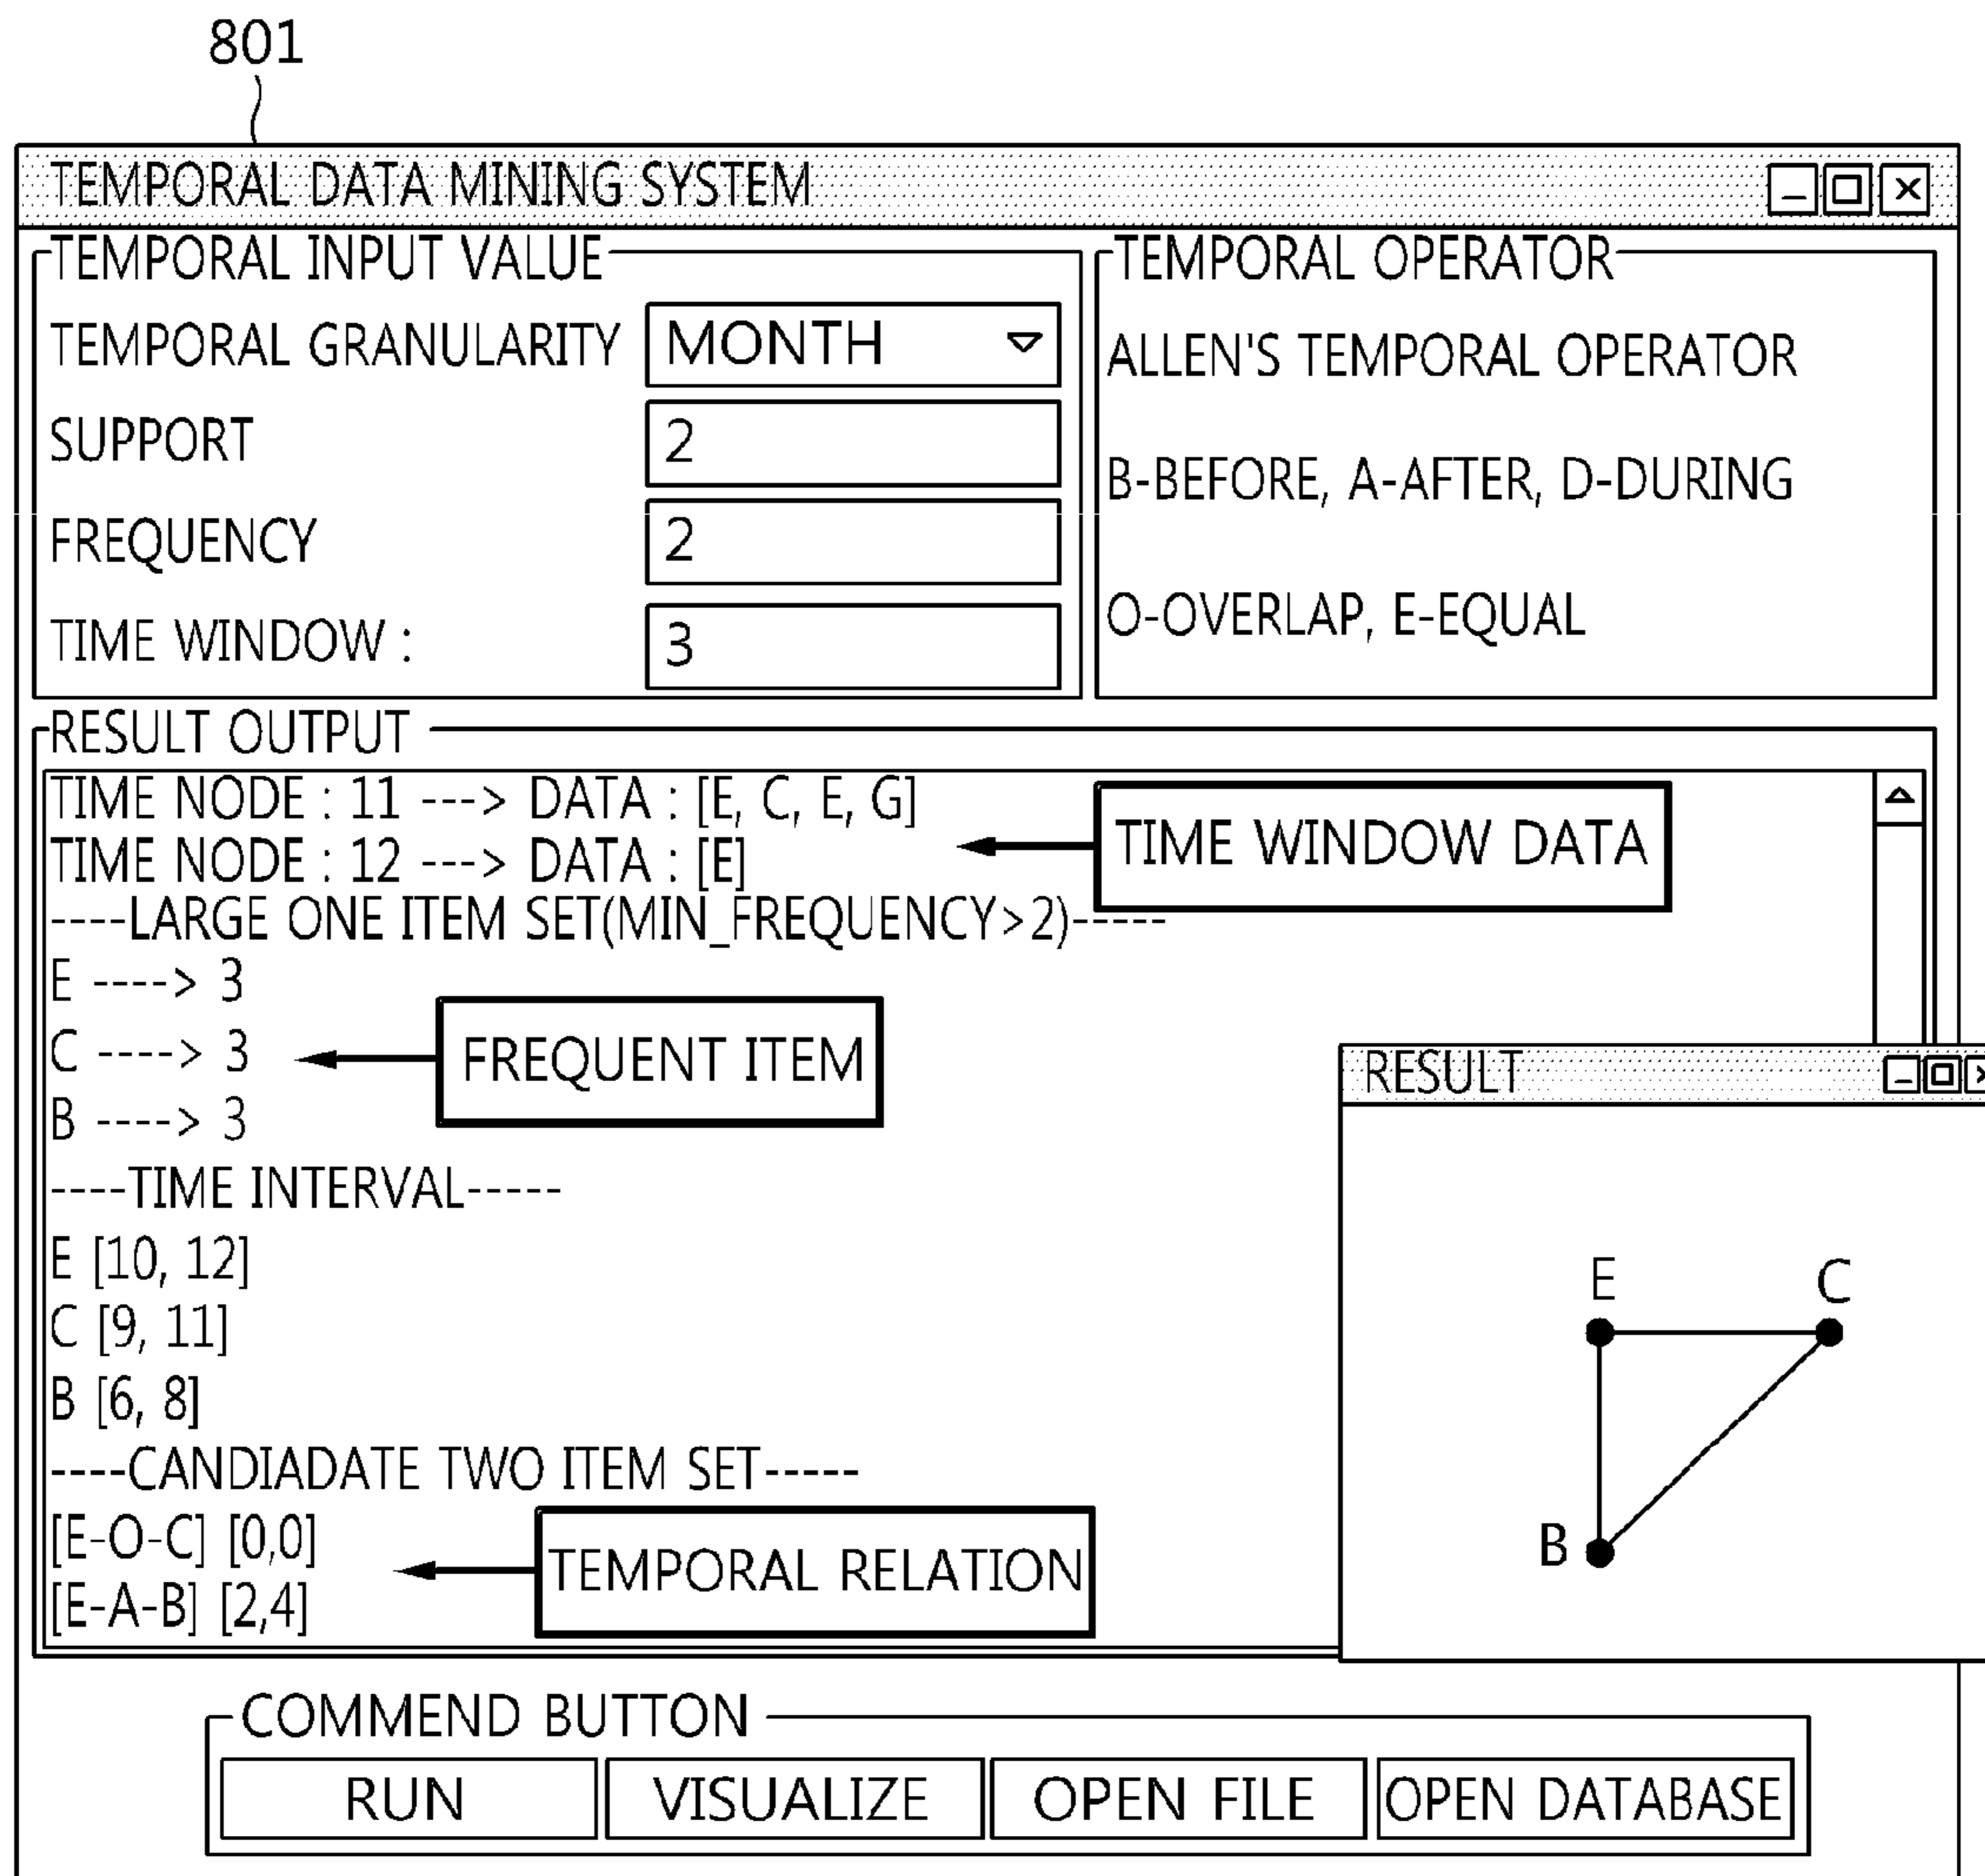 801
TEMPORAL DATA MINING SYSTEM
TEMPORAL INPUT VALUE
TEMPORAL GRANULARITY MONTH
SUPPORT 2
FREQUENCY 2
TIME WINDOW : 3
TEMPORAL OPERATOR
ALLEN'S TEMPORAL OPERATOR
B-BEFORE, A-AFTER, D-DURING
O-OVERLAP, E-EQUAL
RESULT OUTPUT
TIME NODE : 11 ---> DATA : [E, C, E, G]
TIME NODE : 12 ---> DATA : [E]
TIME WINDOW DATA
----LARGE ONE ITEM SET(MIN_FREQUENCY>2)-----
E ----> 3
C ----> 3
B ----> 3
FREQUENT ITEM
----TIME INTERVAL-----
E [10, 12]
C [9, 11]
B [6, 8]
----CANDIADATE TWO ITEM SET-----
[E-O-C] [0,0]
[E-A-B] [2,4]
TEMPORAL RELATION
RESULT
E
C
B
COMMEND BUTTON
RUN
VISUALIZE
OPEN FILE
OPEN DATABASE